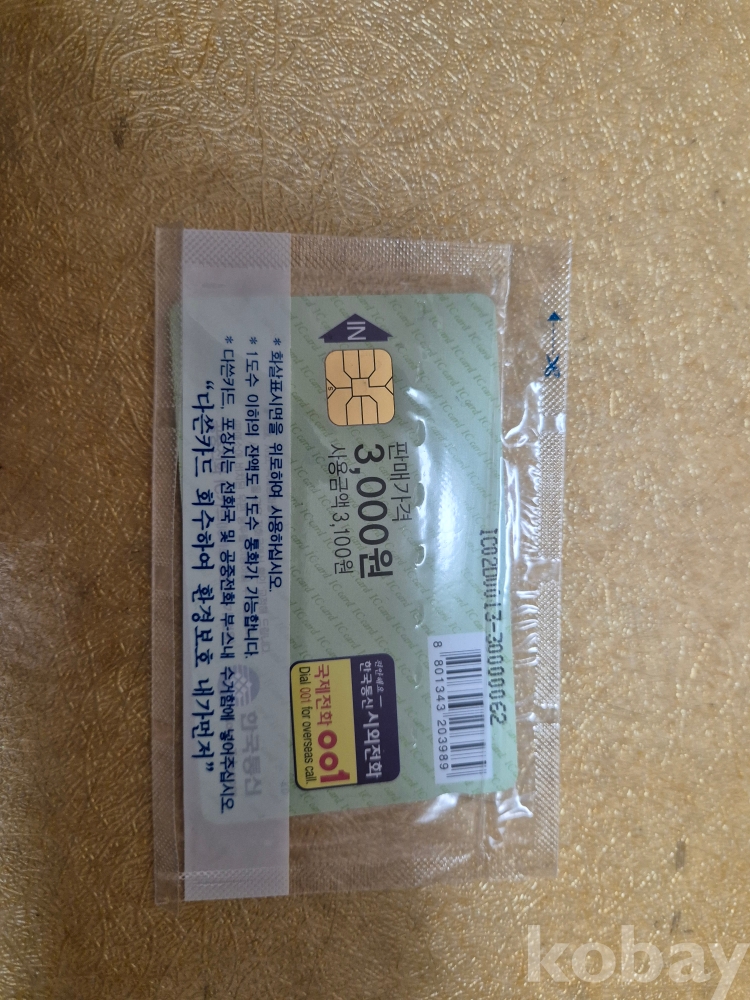 IN
판매가격
3,000원
사용금액 3,100원
IC02D0013-30000062
8 801343 203989
한국통신 시외전화
국제전화 001
Dial 001 for overseas call.
* 화살표시면을 위로하여 사용하십시오.
* 1도수 이하의 잔액도 1도수 통화가 가능합니다.
* 다쓴카드, 포장지는 전화국 및 공중전화 부스내 수거함에 넣어주십시오.
“다쓴카드 회수하여 환경보호 내가먼저”
한국통신
kobay